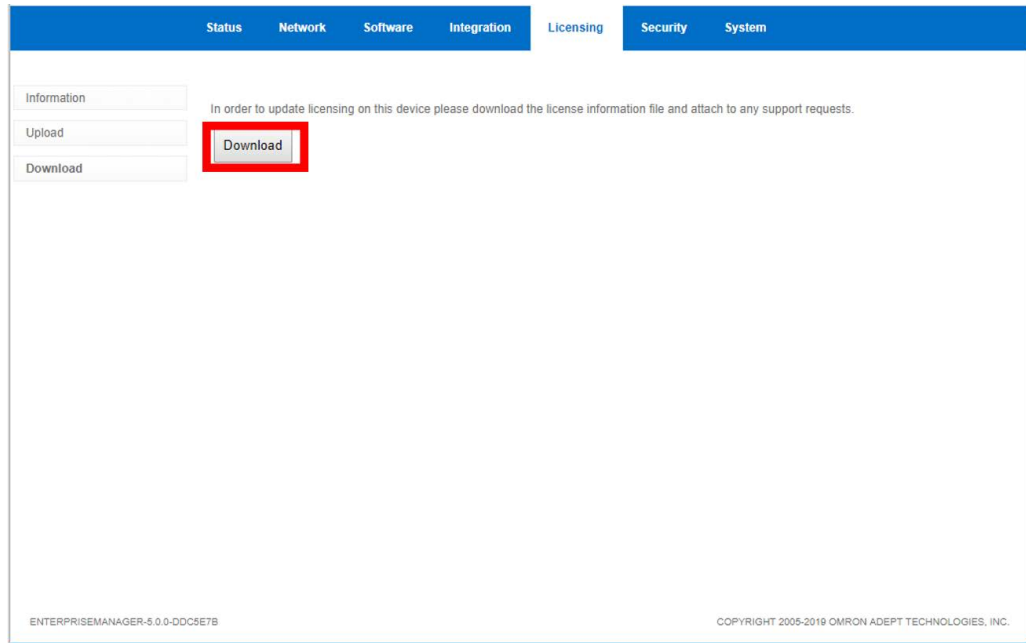 Status Network Software Integration Licensing Security System
Information
Upload
Download
In order to update licensing on this device please download the license information file and attach to any support requests.
Download
ENTERPRISEMANAGER-5.0.0-DDC5E7B
COPYRIGHT 2005-2019 OMRON ADEPT TECHNOLOGIES, INC.